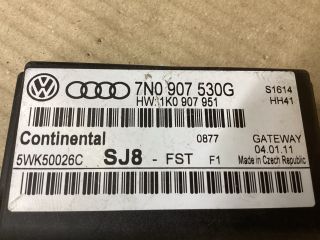 7N0 907 530G
S1614
HW: 1K0 907 951
HH41
Continental
0877
GATEWAY
5WK50026C
SJ8 - FST F1
04.01.11
Made in Czech Republic